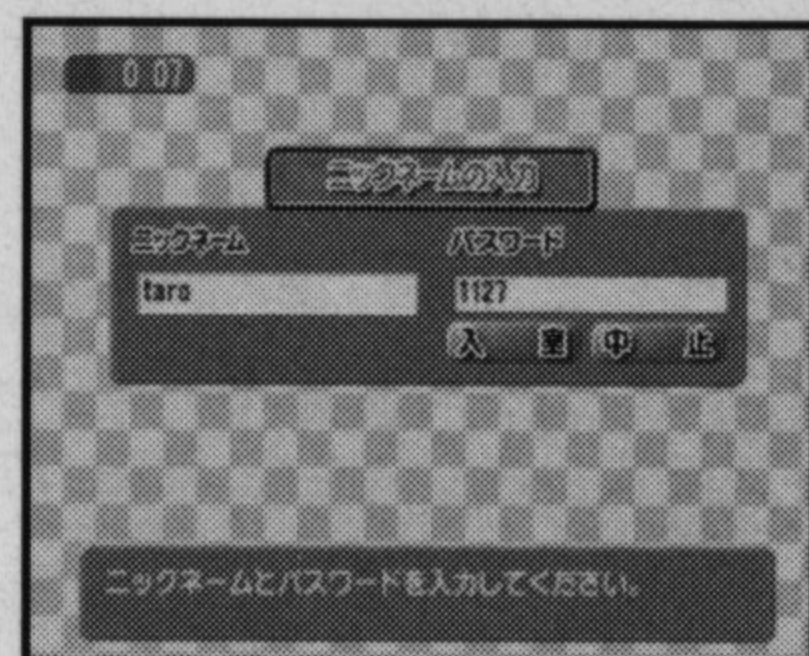 0:07
ニックネームの入力
ニックネーム パスワード
taro 1127
入室 中止
ニックネームとパスワードを入力してください。